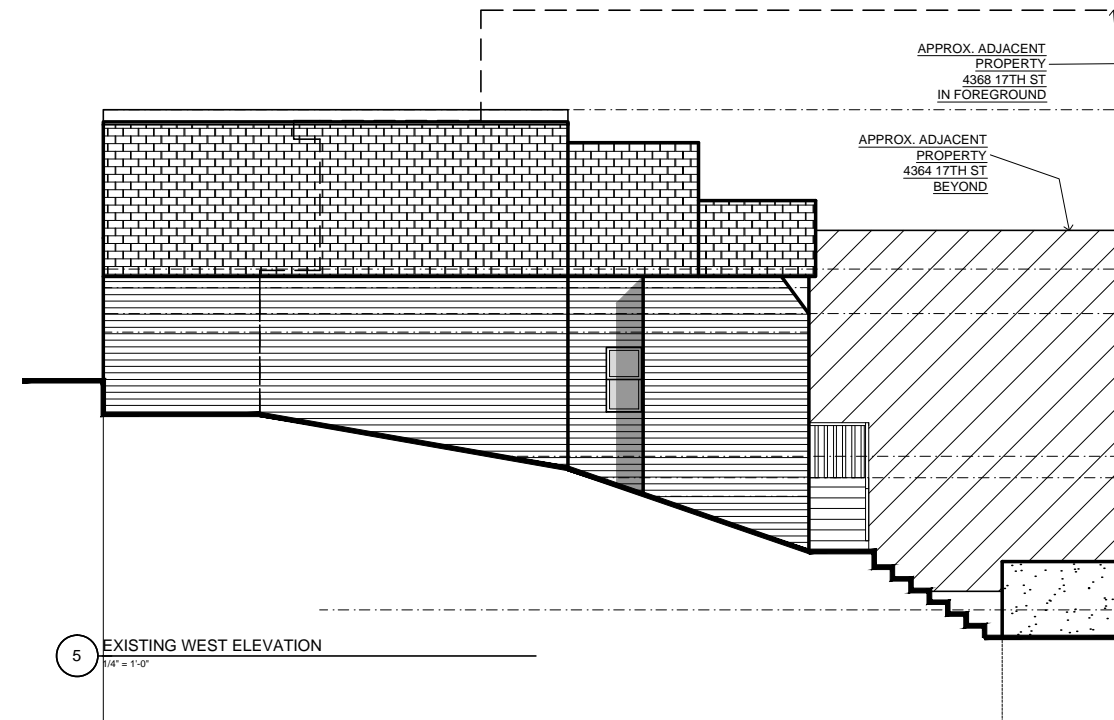 APPROX. ADJACENT
PROPERTY
4368 17TH ST
IN FOREGROUND
APPROX. ADJACENT
PROPERTY
4364 17TH ST
BEYOND
5
EXISTING WEST ELEVATION
1/4" = 1'-0"